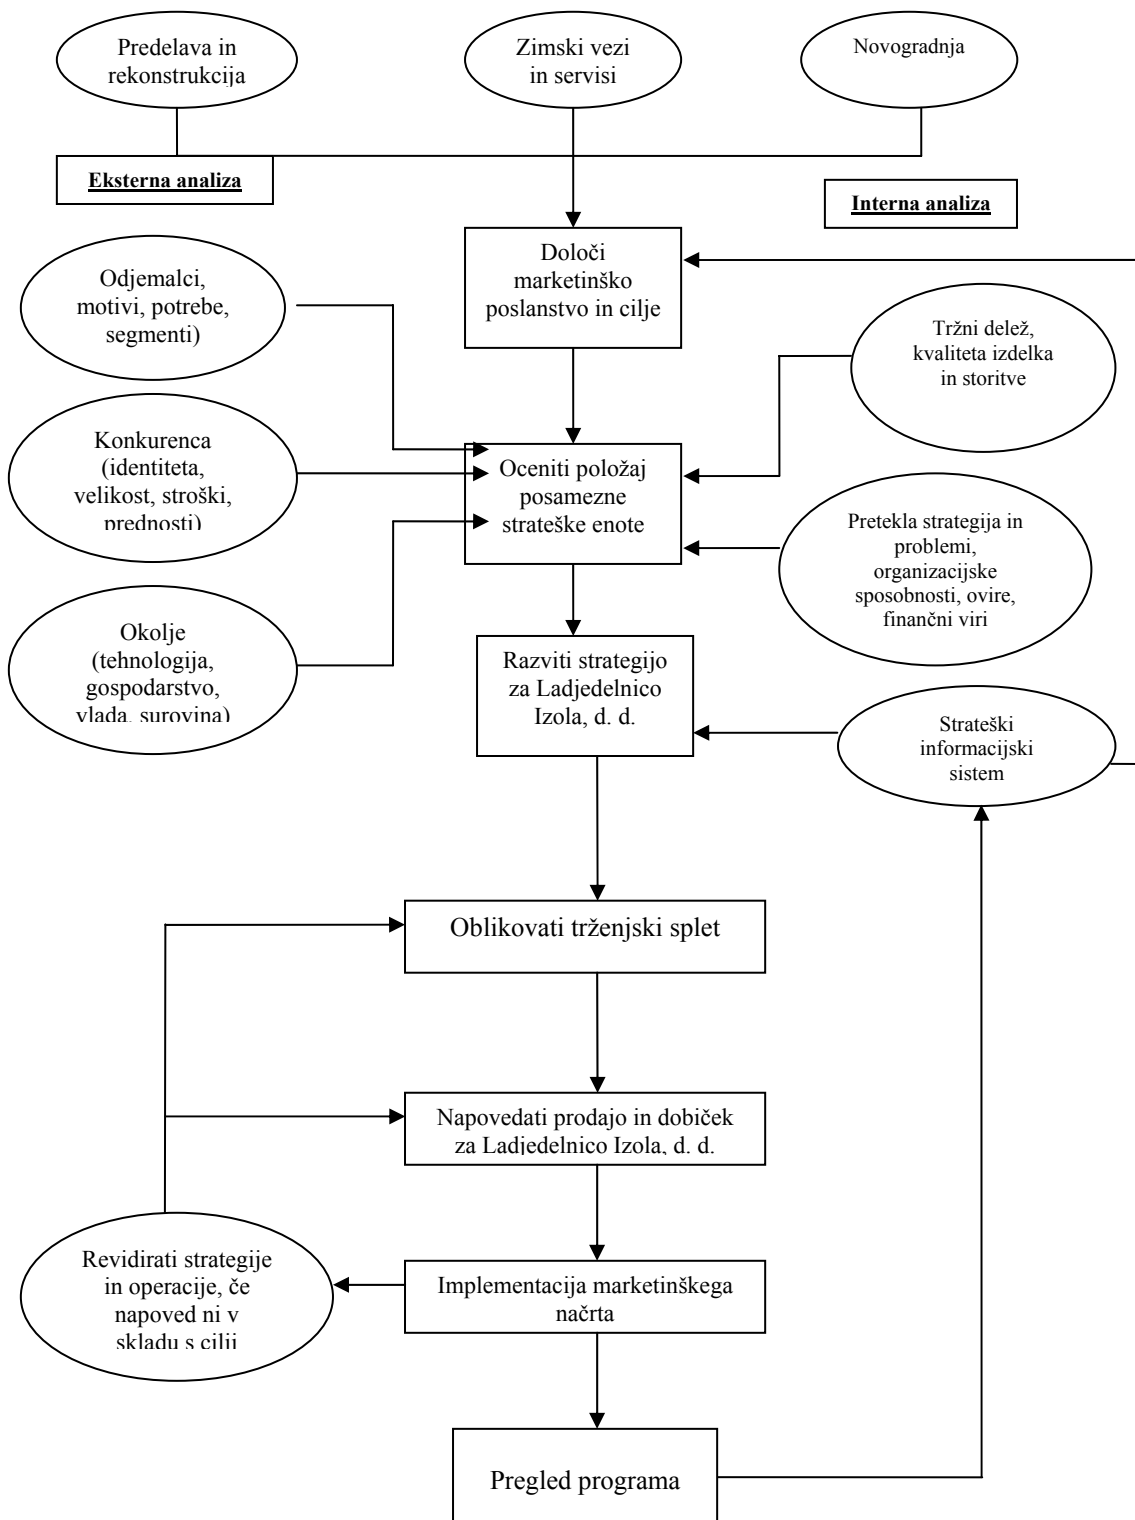 Predelava in
rekonstrukcija
Zimski vezi
in servisi
Novogradnja
Eksterna analiza
Interna analiza
Določi
marketinško
poslanstvo in cilje
Odjemalci,
motivi, potrebe,
segmenti)
Tržni delež,
kvaliteta izdelka
in storitve
Konkurenca
(identiteta,
velikost, stroški,
prednosti)
Oceniti položaj
posamezne
strateške enote
Pretekla strategija in
problemi,
organizacijske
sposobnosti, ovire,
finančni viri
Okolje
(tehnologija,
gospodarstvo,
vlada, surovina)
Razviti strategijo
za Ladjedelnico
Izola, d. d.
Strateški
informacijski
sistem
Oblikovati trženjski splet
Napovedati prodajo in dobiček
za Ladjedelnico Izola, d. d.
Revidirati strategije
in operacije, če
napoved ni v
skladu s cilji
Implementacija marketinškega
načrta
Pregled programa